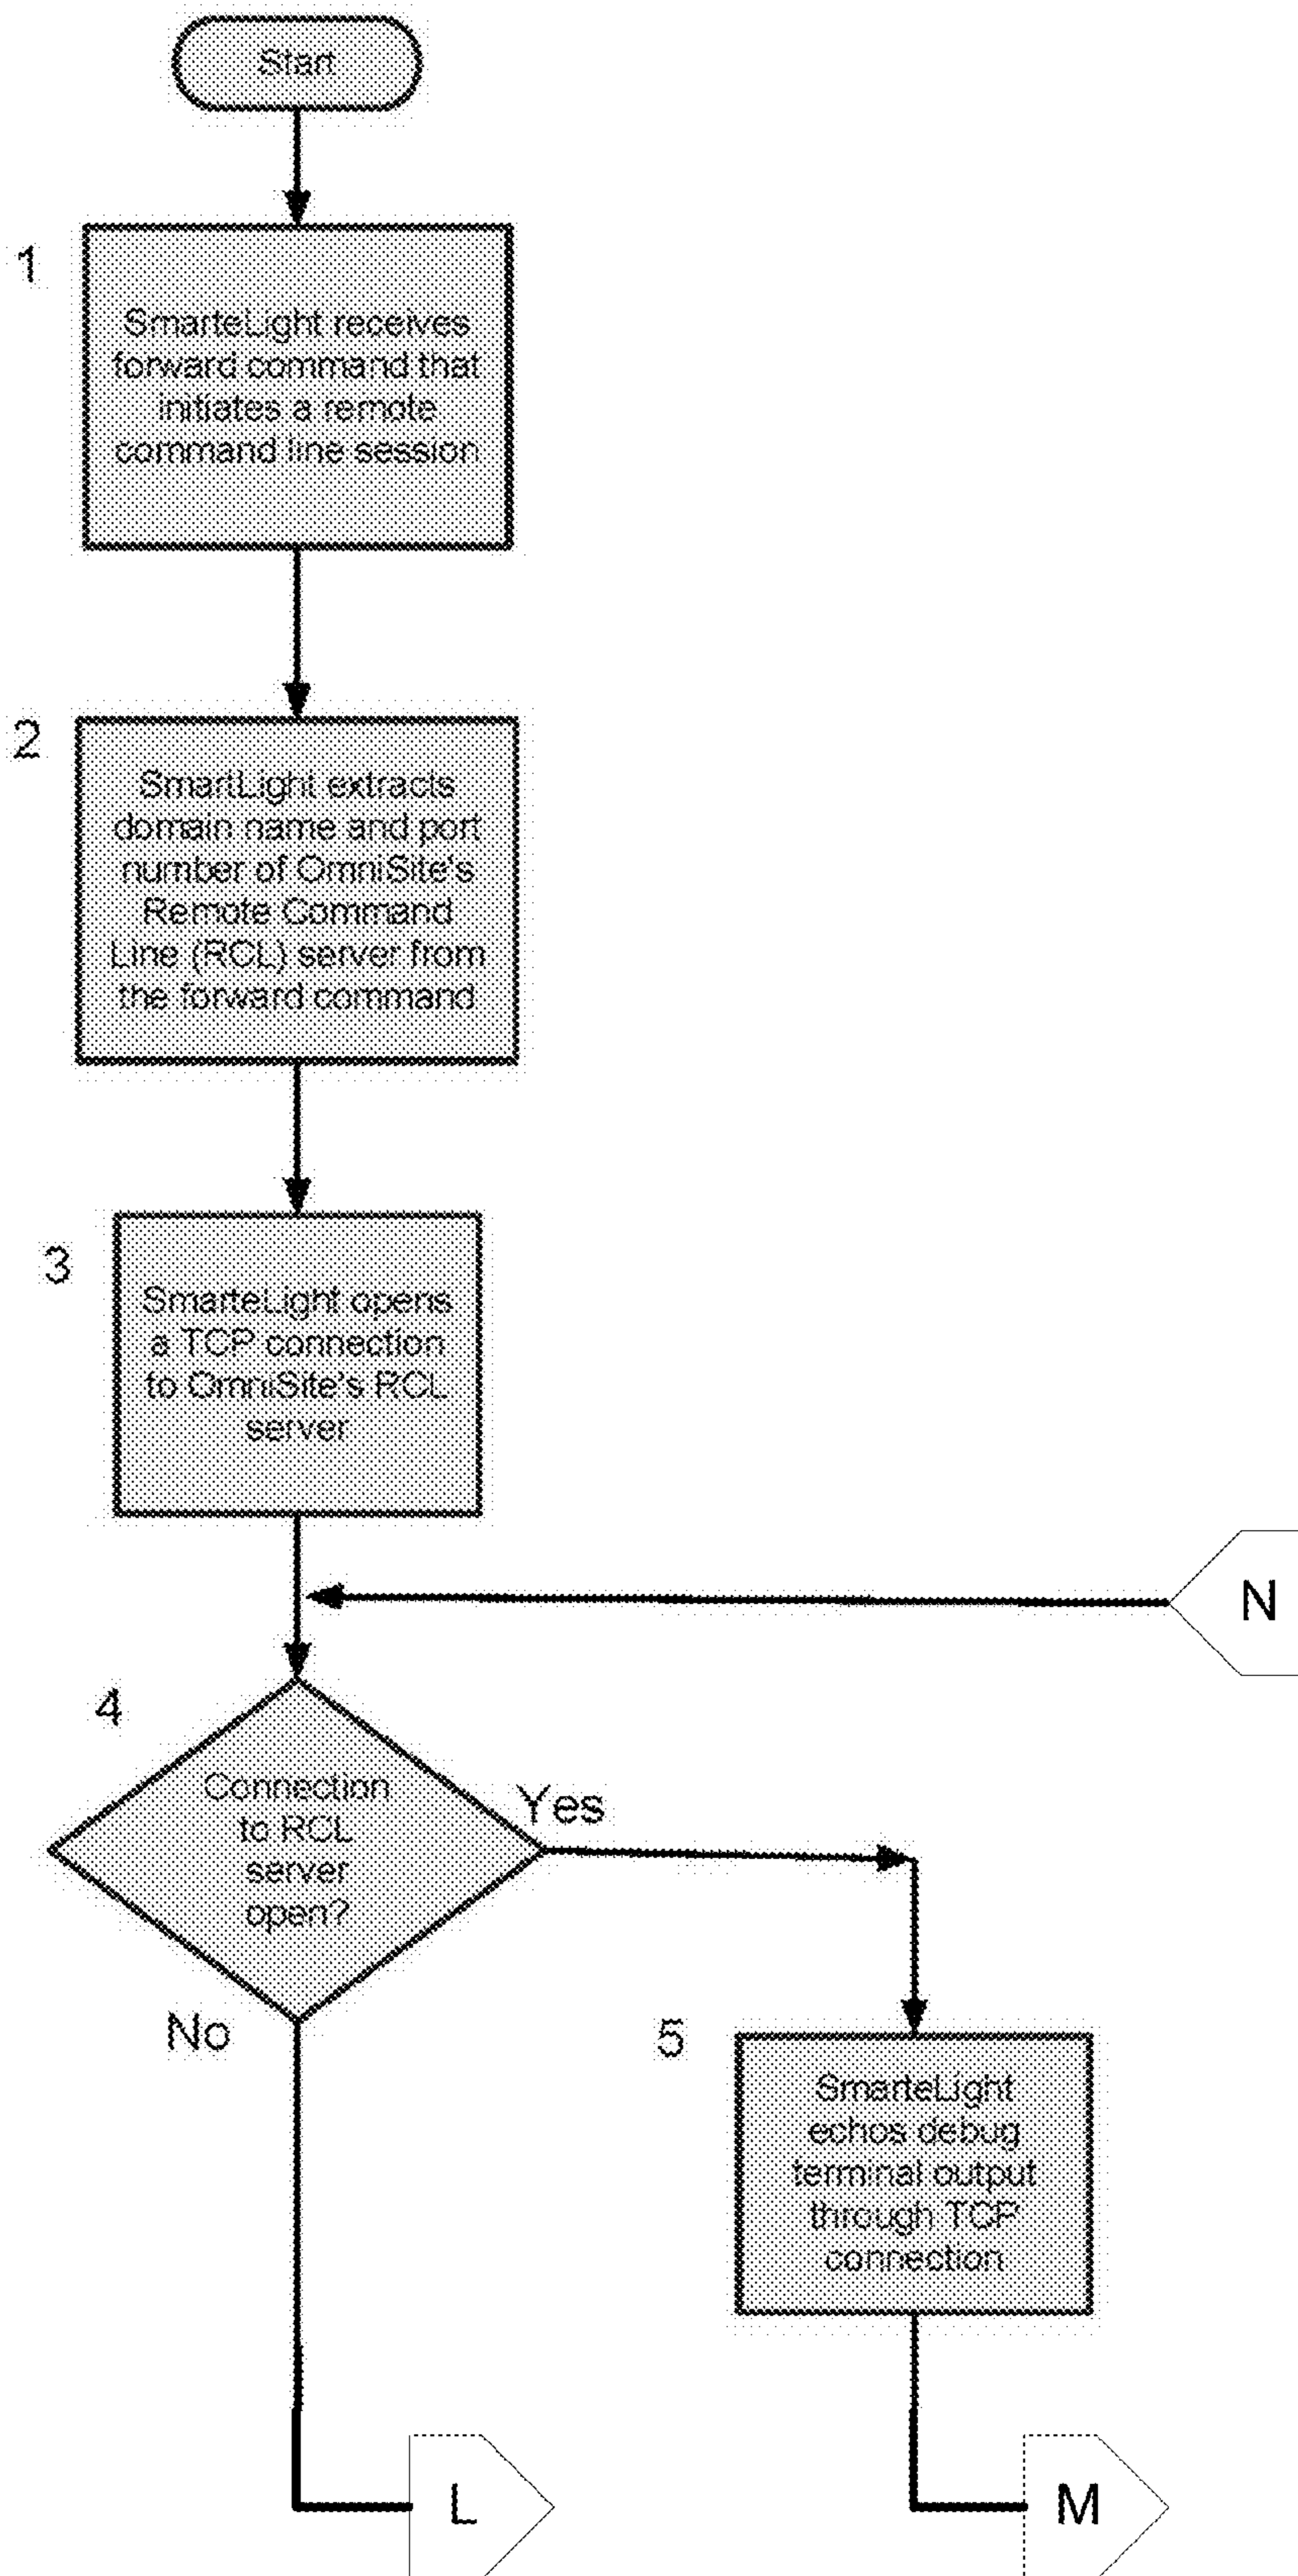 Start
1
SmarteLight receives
forward command that
initiates a remote
command line session
2
SmartLight extracts
domain name and port
number of OmniSite's
Remote Command
Line (RCL) server from
the forward command
3
SmarteLight opens
a TCP connection
to OmniSite's RCL
server
N
4
Connection
to RCL
server
open?
Yes
No
5
SmarteLight
echos debug
terminal output
through TCP
connection
L
M